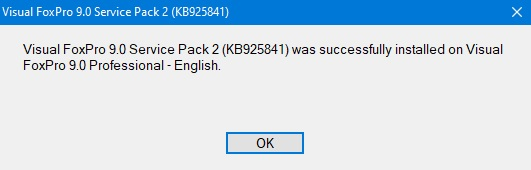 Visual FoxPro 9.0 Service Pack 2 (KB925841)
Visual FoxPro 9.0 Service Pack 2 (KB925841) was successfully installed on Visual
FoxPro 9.0 Professional - English.
OK